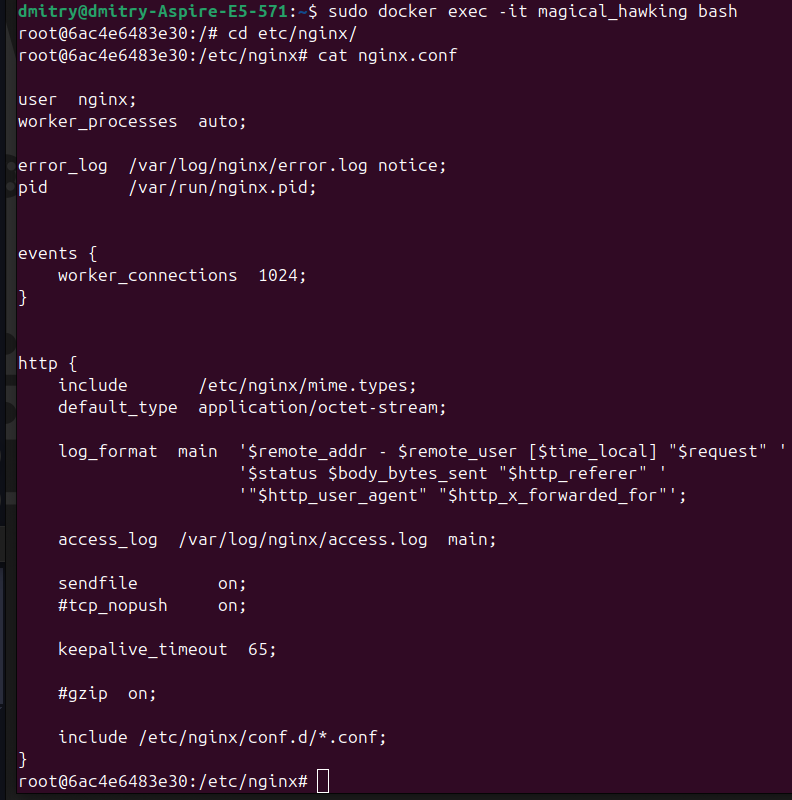 dmitry@dmitry-Aspire-E5-571:~$ sudo docker exec -it magical_hawking bash
root@6ac4e6483e30:/# cd etc/nginx/
root@6ac4e6483e30:/etc/nginx# cat nginx.conf

user  nginx;
worker_processes  auto;

error_log  /var/log/nginx/error.log notice;
pid        /var/run/nginx.pid;


events {
    worker_connections  1024;
}


http {
    include       /etc/nginx/mime.types;
    default_type  application/octet-stream;

    log_format  main  '$remote_addr - $remote_user [$time_local] "$request" '
                      '$status $body_bytes_sent "$http_referer" '
                      '"$http_user_agent" "$http_x_forwarded_for"';

    access_log  /var/log/nginx/access.log  main;

    sendfile        on;
    #tcp_nopush     on;

    keepalive_timeout  65;

    #gzip  on;

    include /etc/nginx/conf.d/*.conf;
}
root@6ac4e6483e30:/etc/nginx#